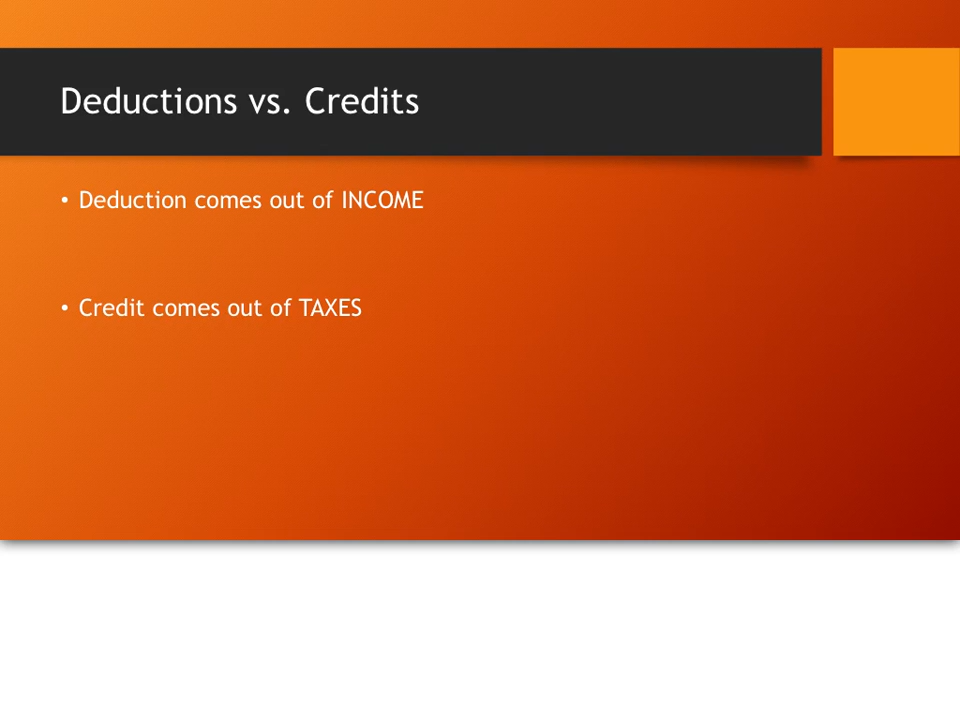 Deductions vs. Credits
• Deduction comes out of INCOME
• Credit comes out of TAXES